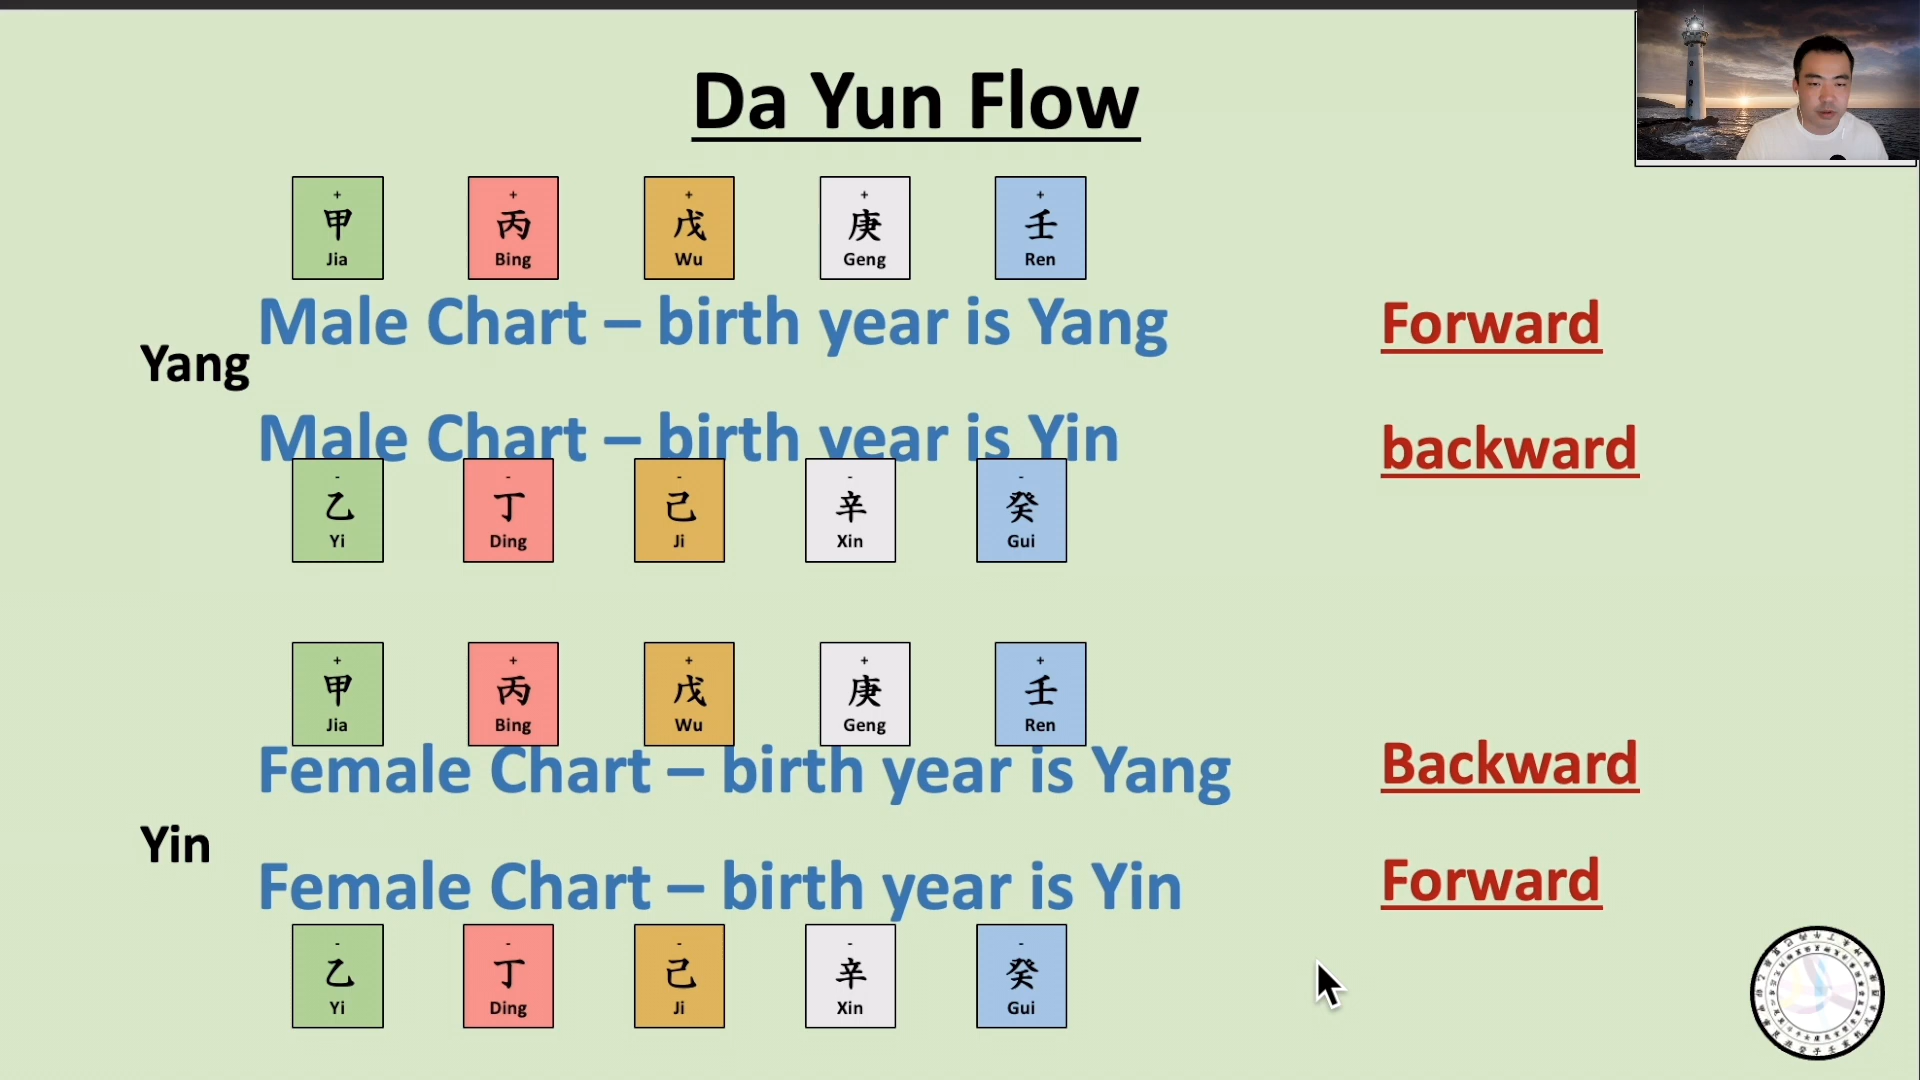 Da Yun Flow
+ + + + +
甲 丙 戊 庚 壬
Jia Bing Wu Geng Ren
Male Chart – birth year is Yang Forward
Yang
Male Chart – birth year is Yin backward
- - - - -
乙 丁 己 辛 癸
Yi Ding Ji Xin Gui
+ + + + +
甲 丙 戊 庚 壬
Jia Bing Wu Geng Ren
Female Chart – birth year is Yang Backward
Yin
Female Chart – birth year is Yin Forward
- - - - -
乙 丁 己 辛 癸
Yi Ding Ji Xin Gui